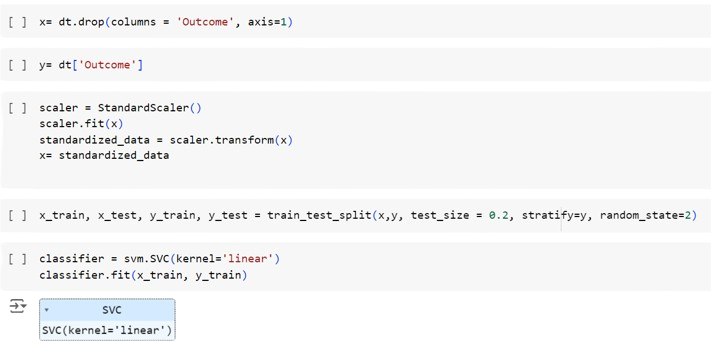 [ ] x= dt.drop(columns = 'Outcome', axis=1)
[ ] y= dt['Outcome']
[ ] scaler = StandardScaler()
scaler.fit(x)
standardized_data = scaler.transform(x)
x= standardized_data
[ ] x_train, x_test, y_train, y_test = train_test_split(x,y, test_size = 0.2, stratify=y, random_state=2)
[ ] classifier = svm.SVC(kernel='linear')
classifier.fit(x_train, y_train)
SVC
SVC(kernel='linear')